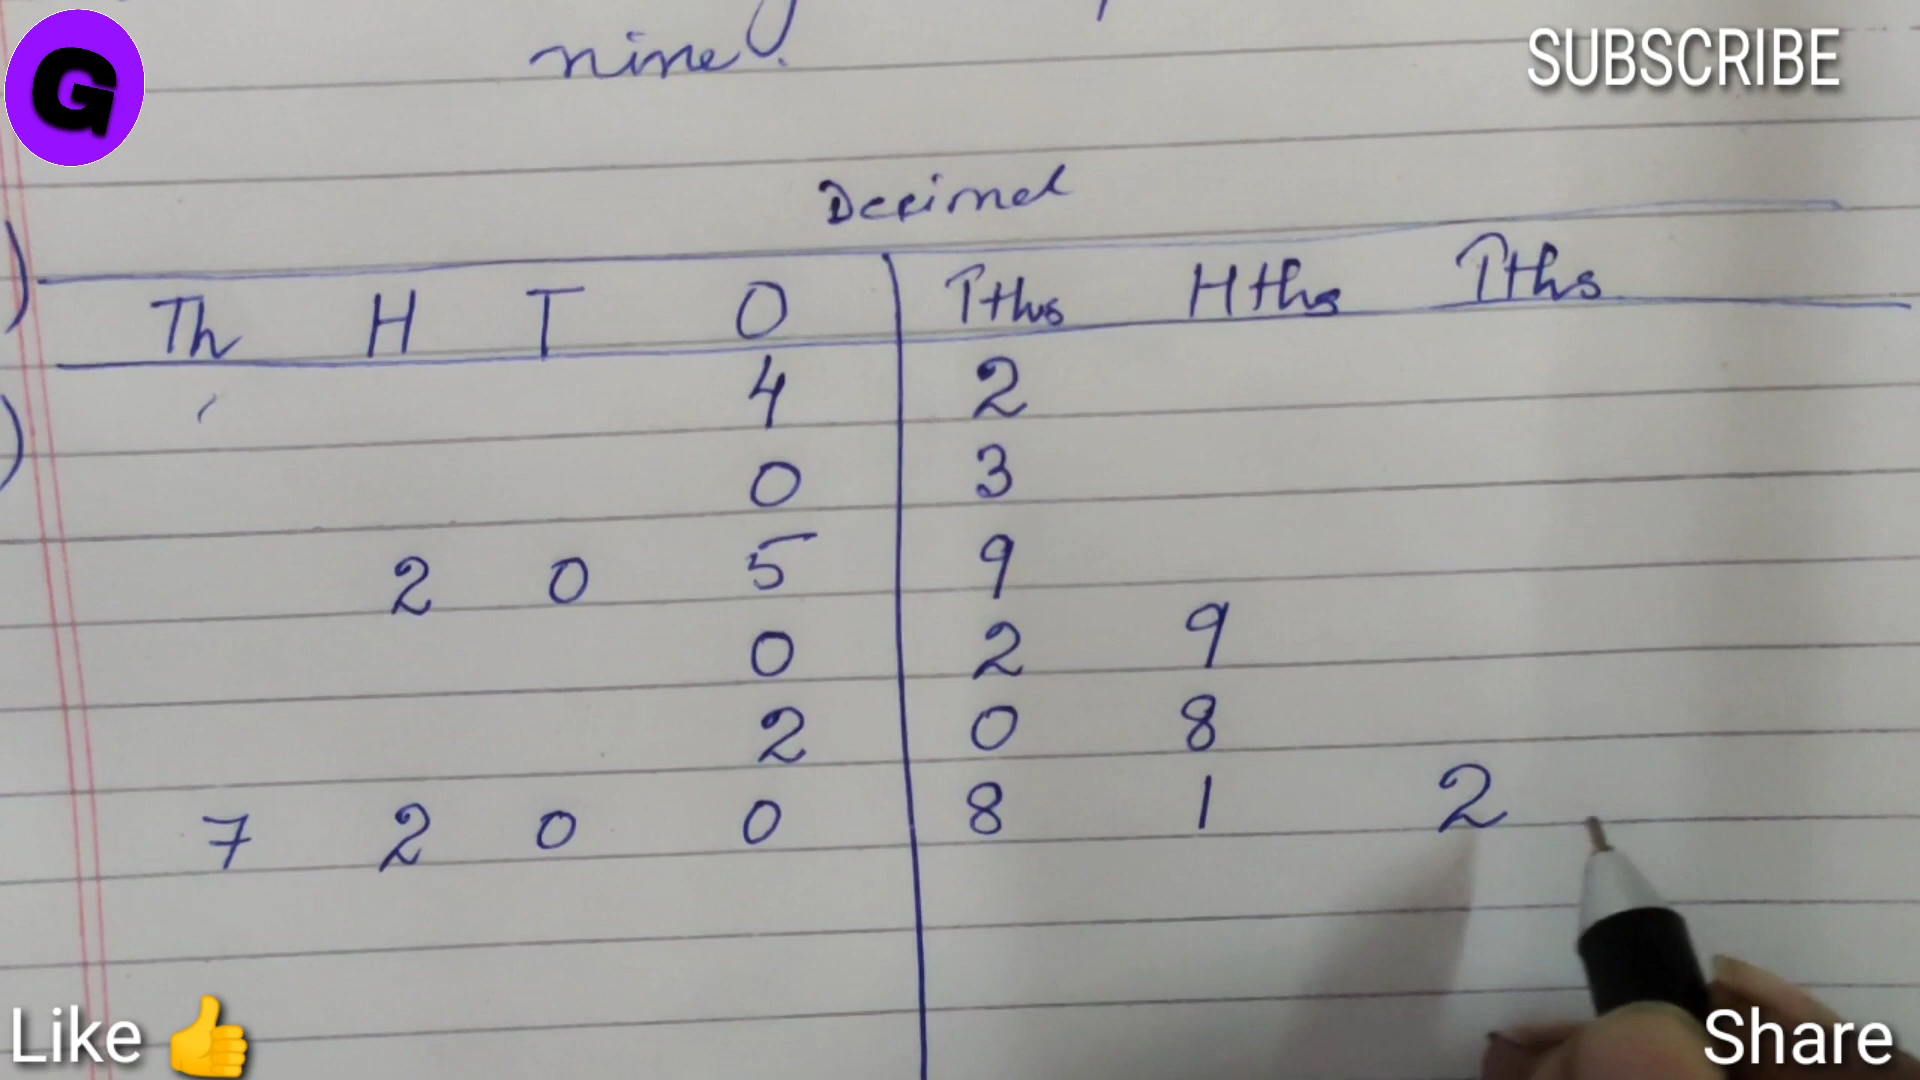 G
SUBSCRIBE
nine.
Decimal
Th H T O Tths Hths Tths
4 2
0 3
2 0 5 9
0 2 9
2 0 8
7 2 0 0 8 1 2
)
)
Like 👍
Share